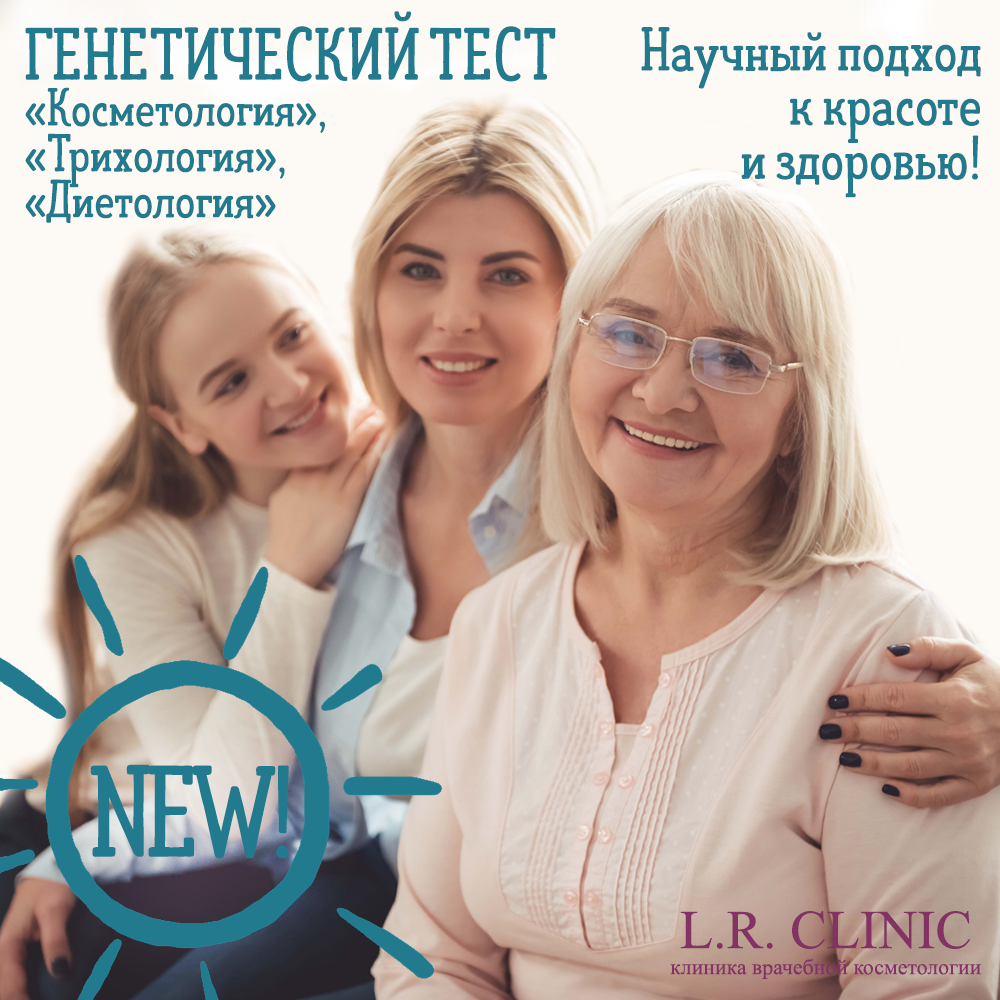 ГЕНЕТИЧЕСКИЙ ТЕСТ
«Косметология»,
«Трихология»,
«Диетология»
Научный подход
к красоте
и здоровью!
NEW!
L.R. CLINIC
клиника врачебной косметологии